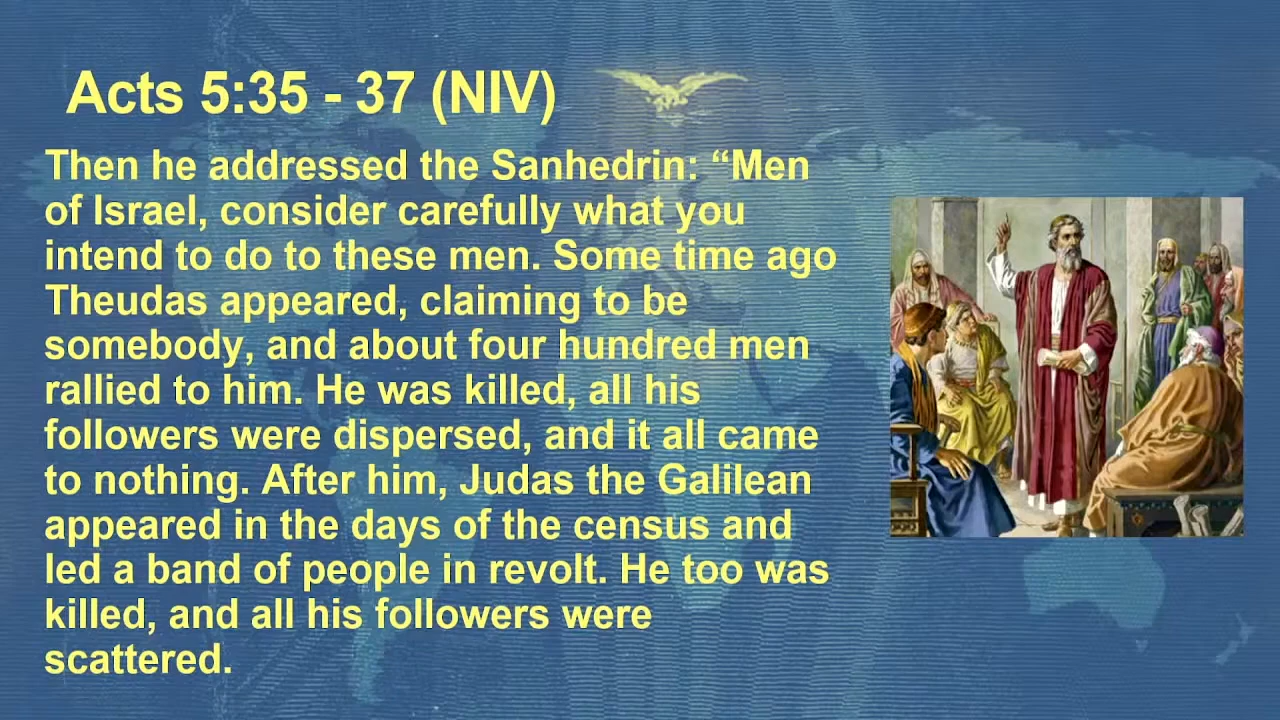 Acts 5:35 - 37 (NIV)
Then he addressed the Sanhedrin: “Men
of Israel, consider carefully what you
intend to do to these men. Some time ago
Theudas appeared, claiming to be
somebody, and about four hundred men
rallied to him. He was killed, all his
followers were dispersed, and it all came
to nothing. After him, Judas the Galilean
appeared in the days of the census and
led a band of people in revolt. He too was
killed, and all his followers were
scattered.